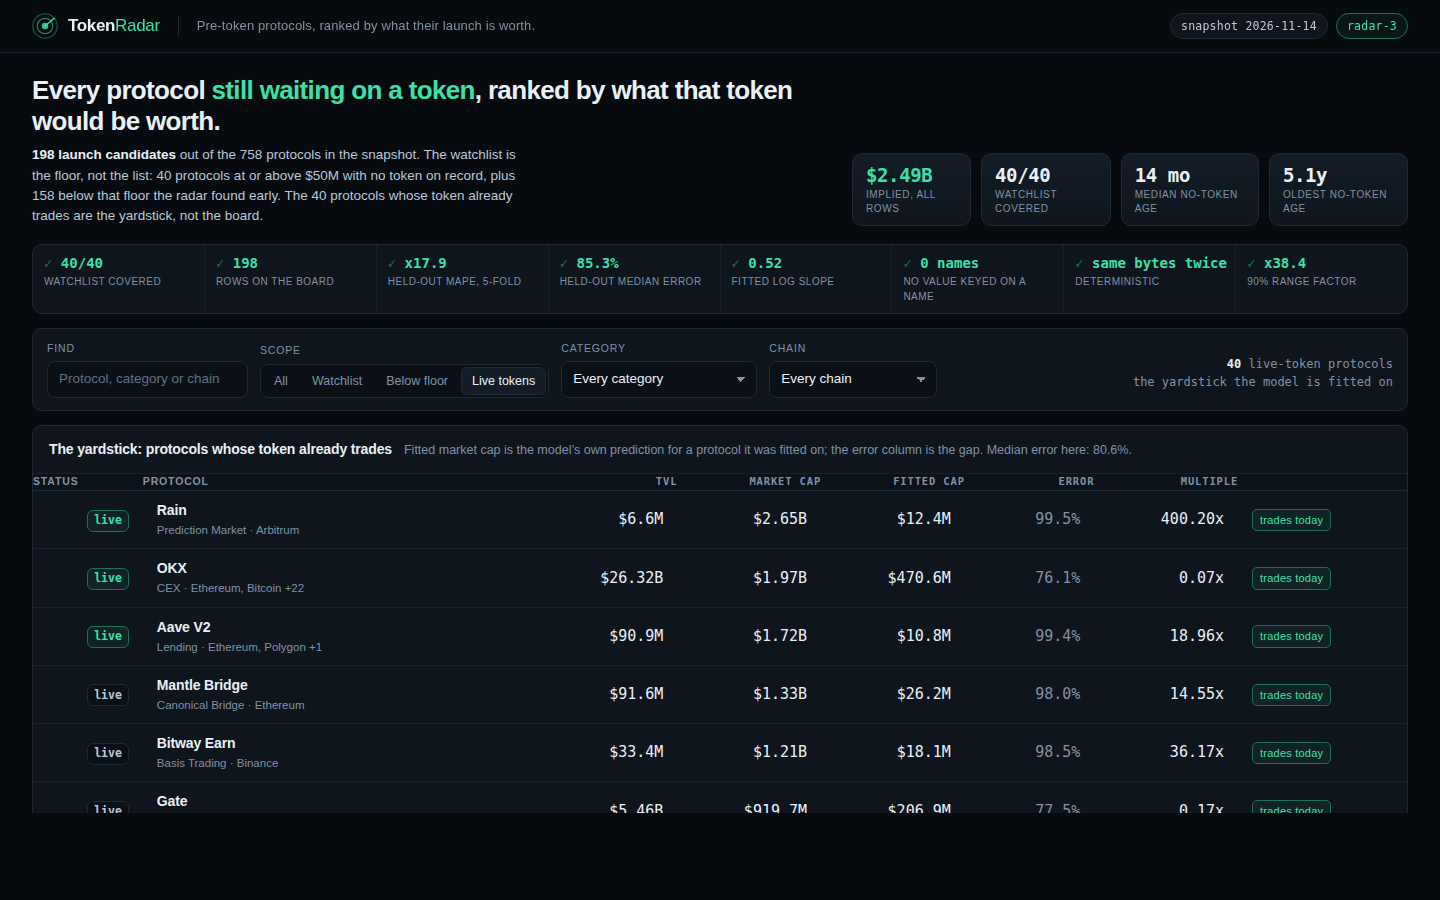 TokenRadar
Pre-token protocols, ranked by what their launch is worth.
snapshot 2026-11-14
radar-3
Every protocol still waiting on a token, ranked by what that token
would be worth.
198 launch candidates out of the 758 protocols in the snapshot. The watchlist is
the floor, not the list: 40 protocols at or above $50M with no token on record, plus
158 below that floor the radar found early. The 40 protocols whose token already
trades are the yardstick, not the board.
$2.49B
IMPLIED, ALL
ROWS
40/40
WATCHLIST
COVERED
14 mo
MEDIAN NO-TOKEN
AGE
5.1y
OLDEST NO-TOKEN
AGE
✓ 40/40
WATCHLIST COVERED
✓ 198
ROWS ON THE BOARD
✓ x17.9
HELD-OUT MAPE, 5-FOLD
✓ 85.3%
HELD-OUT MEDIAN ERROR
✓ 0.52
FITTED LOG SLOPE
✓ 0 names
NO VALUE KEYED ON A
NAME
✓ same bytes twice
DETERMINISTIC
✓ x38.4
90% RANGE FACTOR
FIND
Protocol, category or chain
SCOPE
All Watchlist Below floor Live tokens
CATEGORY
Every category
CHAIN
Every chain
40 live-token protocols
the yardstick the model is fitted on
The yardstick: protocols whose token already trades Fitted market cap is the model's own prediction for a protocol it was fitted on; the error column is the gap. Median error here: 80.6%.
STATUS PROTOCOL TVL MARKET CAP FITTED CAP ERROR MULTIPLE
live Rain $6.6M $2.65B $12.4M 99.5% 400.20x trades today
Prediction Market · Arbitrum
live OKX $26.32B $1.97B $470.6M 76.1% 0.07x trades today
CEX · Ethereum, Bitcoin +22
live Aave V2 $90.9M $1.72B $10.8M 99.4% 18.96x trades today
Lending · Ethereum, Polygon +1
live Mantle Bridge $91.6M $1.33B $26.2M 98.0% 14.55x trades today
Canonical Bridge · Ethereum
live Bitway Earn $33.4M $1.21B $18.1M 98.5% 36.17x trades today
Basis Trading · Binance
live Gate $5.46B $919.7M $206.9M 77.5% 0.17x trades today